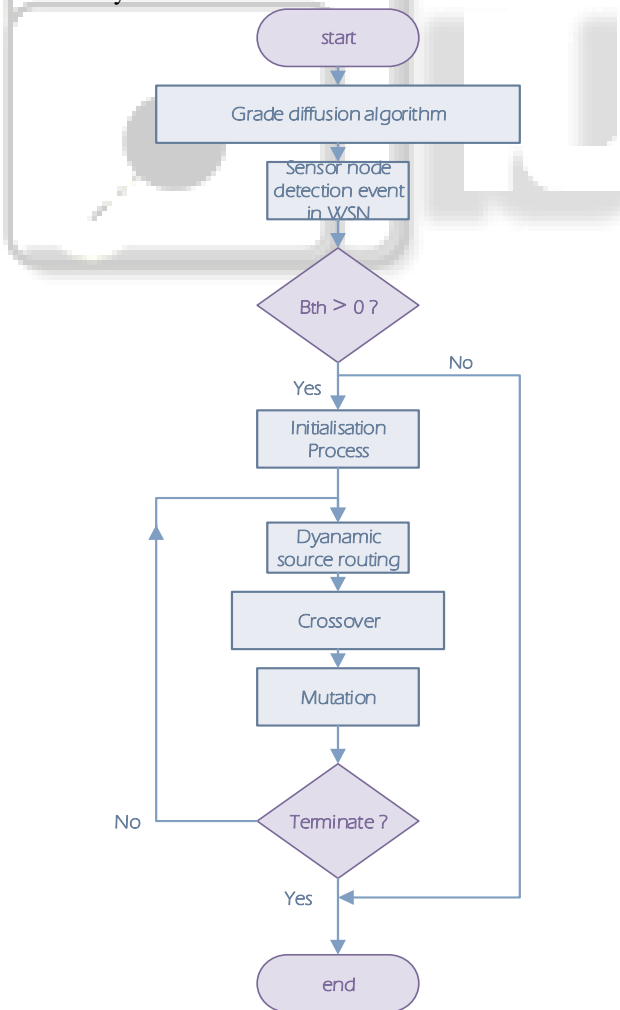 start
Grade diffusion algorithm
Sensor node
detection event
in WSN
Bth > 0 ?
No
Yes
Initialisation
Process
Dyanamic
source routing
Crossover
Mutation
Terminate ?
No
Yes
end